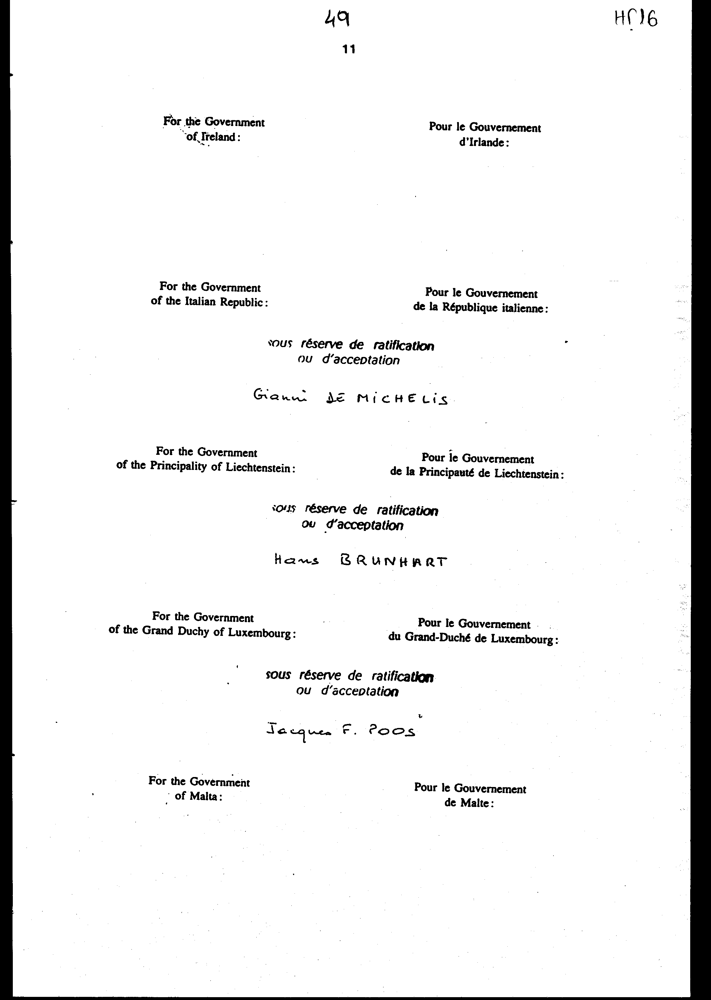 49
11
For the Government
of Ireland:
Pour le Gouvernement
d'Irlande:
For the Government
of the Italian Republic:
Pour le Gouvernement
de la République italienne:
sous réserve de ratification
ou d'acceptation
Gianni DE MiCHELiS
For the Government
of the Principality of Liechtenstein:
Pour le Gouvernement
de la Principauté de Liechtenstein:
sous réserve de ratification
ou d'acceptation
Hans BRUNHART
For the Government
of the Grand Duchy of Luxembourg:
Pour le Gouvernement
du Grand-Duché de Luxembourg:
sous réserve de ratification
ou d'acceptation
Jacques F. POOS
For the Government
of Malta:
Pour le Gouvernement
de Malte: